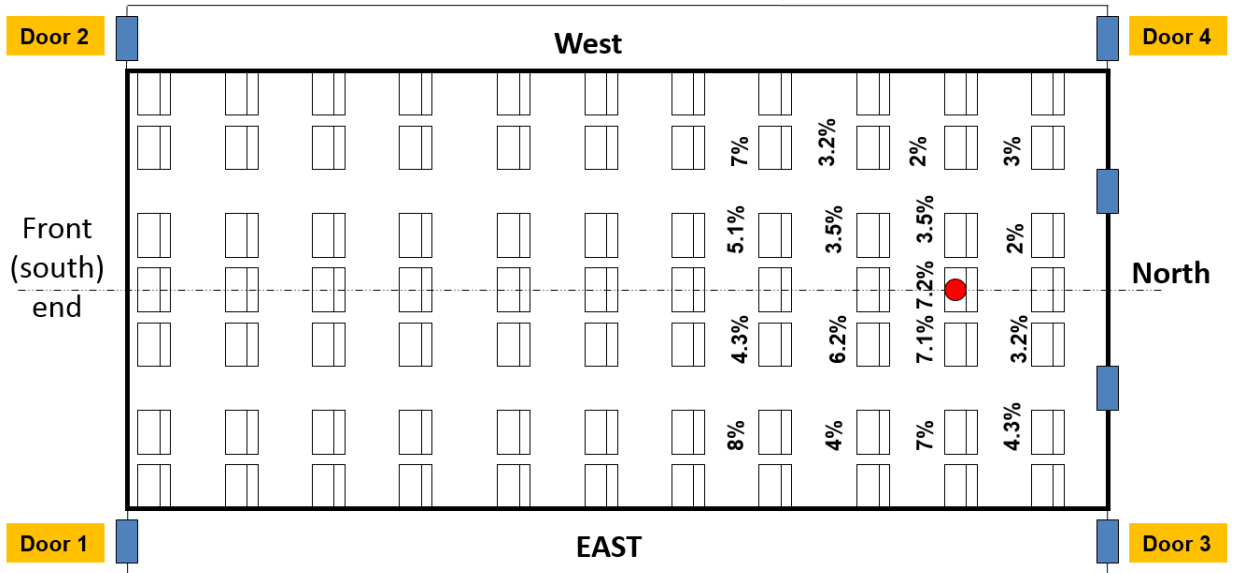 Door 2
West
Door 4
7%
3.2%
2%
3%
Front
(south)
end
5.1%
3.5%
3.5%
2%
7.2%
North
4.3%
6.2%
7.1%
3.2%
8%
4%
7%
4.3%
Door 1
EAST
Door 3